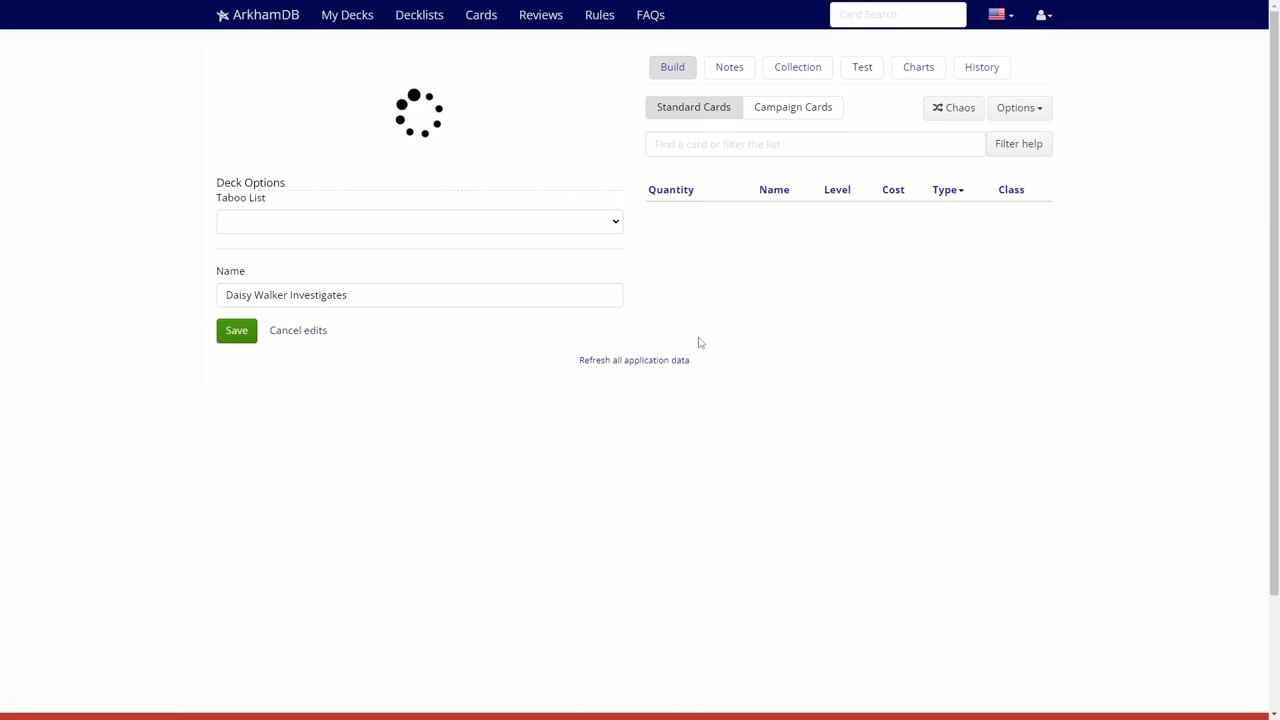 ArkhamDB My Decks Decklists Cards Reviews Rules FAQs Card Search
Build Notes Collection Test Charts History
Standard Cards Campaign Cards Chaos Options
Find a card or filter the list Filter help
Deck Options
Taboo List
Quantity Name Level Cost Type Class
Name
Daisy Walker Investigates
Save Cancel edits
Refresh all application data